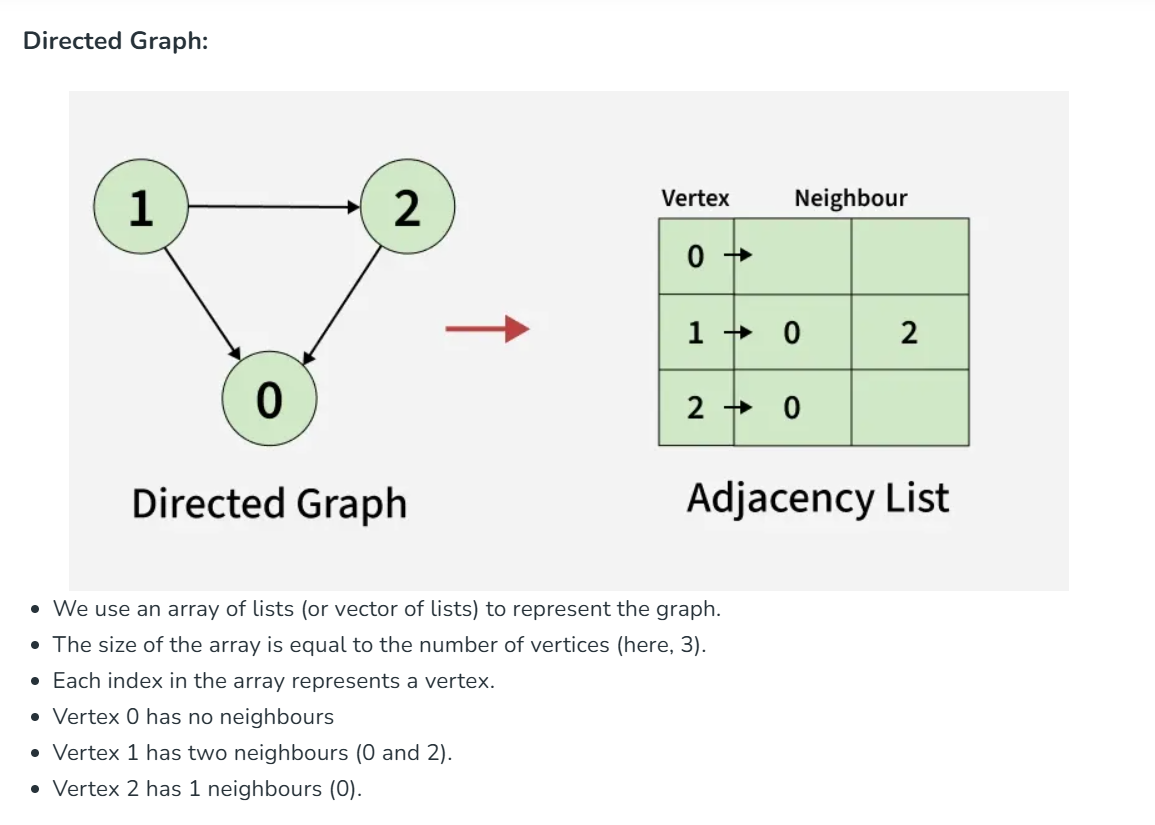 Directed Graph:
1
2
0
Directed Graph
Vertex Neighbour
0
1 0 2
2 0
Adjacency List
We use an array of lists (or vector of lists) to represent the graph.
The size of the array is equal to the number of vertices (here, 3).
Each index in the array represents a vertex.
Vertex 0 has no neighbours
Vertex 1 has two neighbours (0 and 2).
Vertex 2 has 1 neighbours (0).